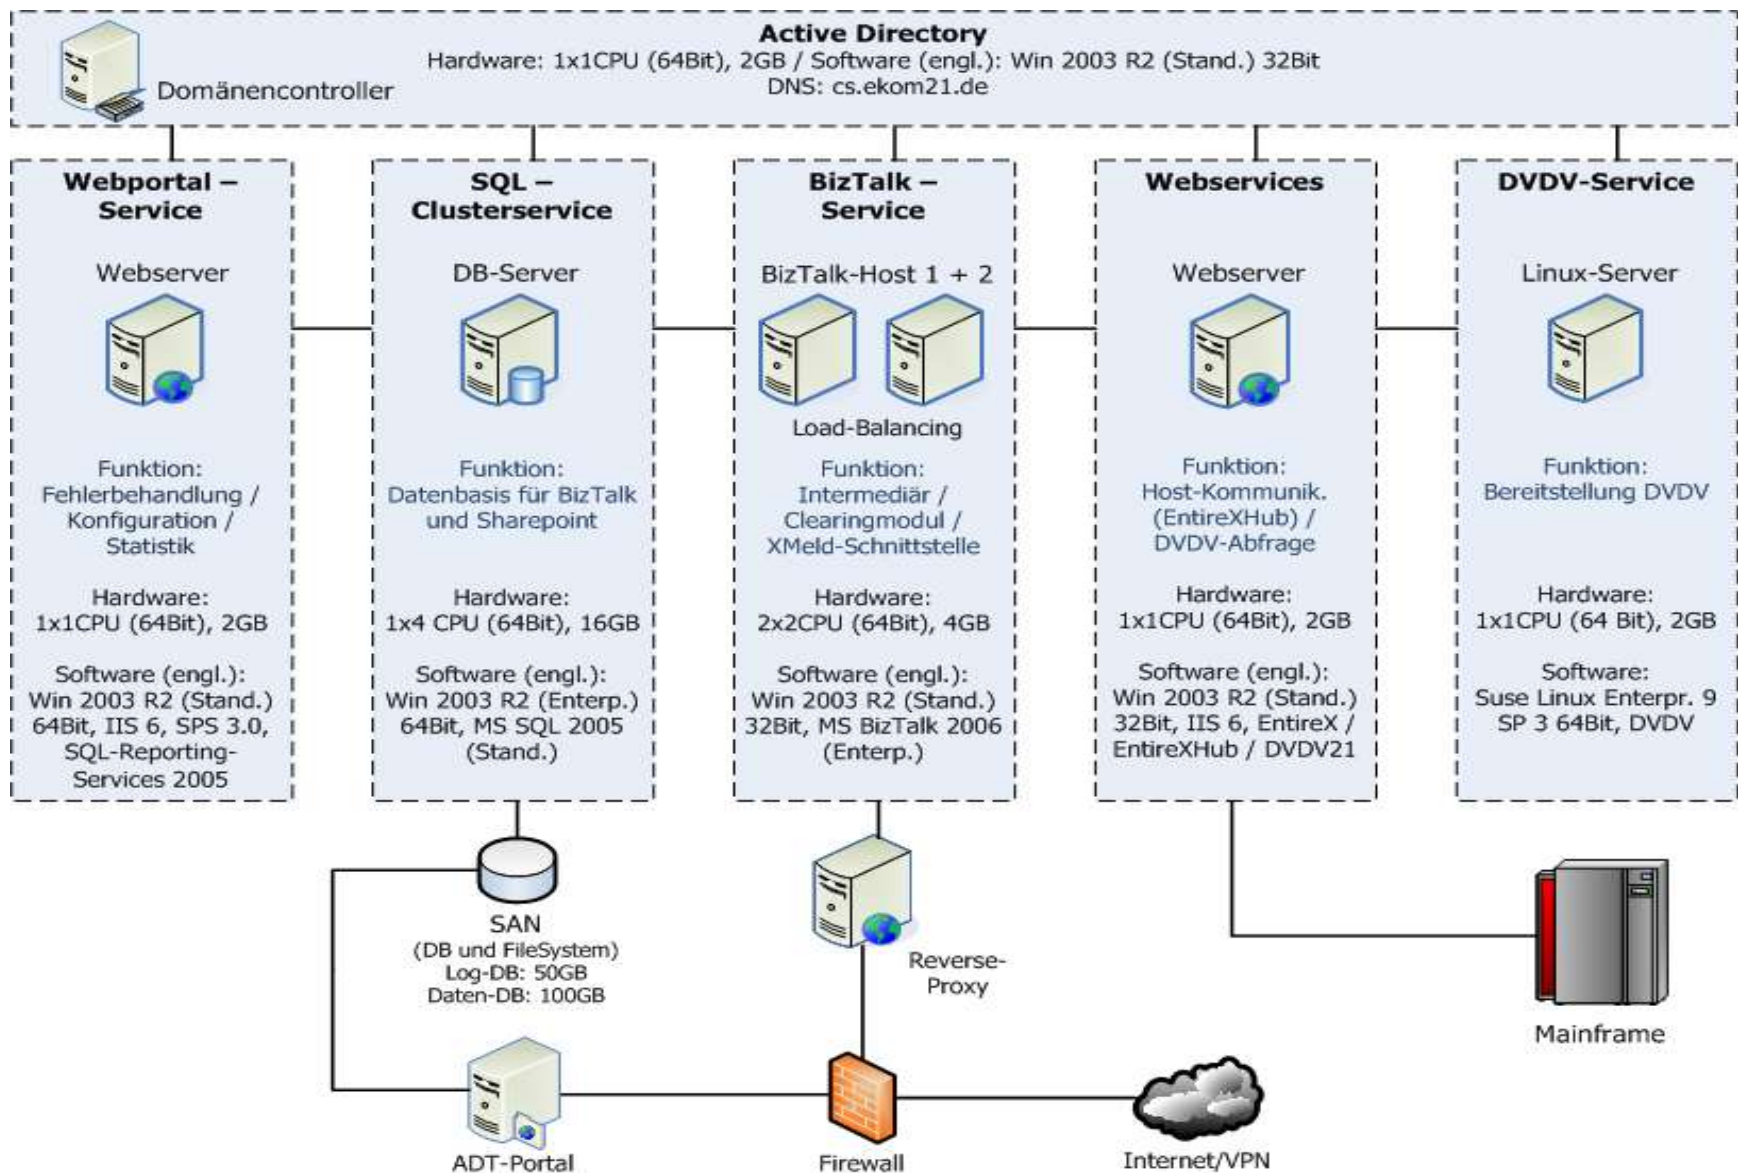 Active Directory
Hardware: 1x1CPU (64Bit), 2GB / Software (engl.): Win 2003 R2 (Stand.) 32Bit
DNS: cs.ekom21.de
Domänencontroller
Webportal –
Service
Webserver
Funktion:
Fehlerbehandlung /
Konfiguration /
Statistik
Hardware:
1x1CPU (64Bit), 2GB
Software (engl.):
Win 2003 R2 (Stand.)
64Bit, IIS 6, SPS 3.0,
SQL-Reporting-
Services 2005
SQL –
Clusterservice
DB-Server
Funktion:
Datenbasis für BizTalk
und Sharepoint
Hardware:
1x4 CPU (64Bit), 16GB
Software (engl.):
Win 2003 R2 (Enterp.)
64Bit, MS SQL 2005
(Stand.)
BizTalk –
Service
BizTalk-Host 1 + 2
Load-Balancing
Funktion:
Intermediär /
Clearingmodul /
XMeld-Schnittstelle
Hardware:
2x2CPU (64Bit), 4GB
Software (engl.):
Win 2003 R2 (Stand.)
32Bit, MS BizTalk 2006
(Enterp.)
Webservices
Webserver
Funktion:
Host-Kommunik.
(EntireXHub) /
DVDV-Abfrage
Hardware:
1x1CPU (64Bit), 2GB
Software (engl.):
Win 2003 R2 (Stand.)
32Bit, IIS 6, EntireX /
EntireXHub / DVDV21
DVDV-Service
Linux-Server
Funktion:
Bereitstellung DVDV
Hardware:
1x1CPU (64 Bit), 2GB
Software:
Suse Linux Enterpr. 9
SP 3 64Bit, DVDV
SAN
(DB und FileSystem)
Log-DB: 50GB
Daten-DB: 100GB
Reverse-
Proxy
Mainframe
ADT-Portal
Firewall
Internet/VPN